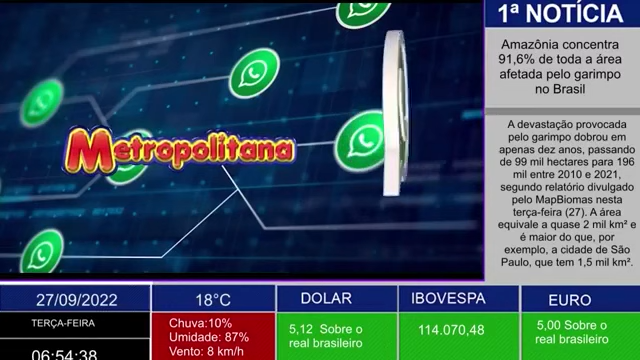 1ª NOTÍCIA
Amazônia concentra
91,6% de toda a área
afetada pelo garimpo
no Brasil
Metropolitana
A devastação provocada
pelo garimpo dobrou em
apenas dez anos, passando
de 99 mil hectares para 196
mil entre 2010 e 2021,
segundo relatório divulgado
pelo MapBiomas nesta
terça-feira (27). A área
equivale a quase 2 mil km² e
é maior do que, por
exemplo, a cidade de São
Paulo, que tem 1,5 mil km².
27/09/2022
TERÇA-FEIRA
06:54:38
18°C
Chuva:10%
Umidade: 87%
Vento: 8 km/h
DOLAR
5,12 Sobre o
real brasileiro
IBOVESPA
114.070,48
EURO
5,00 Sobre o
real brasileiro